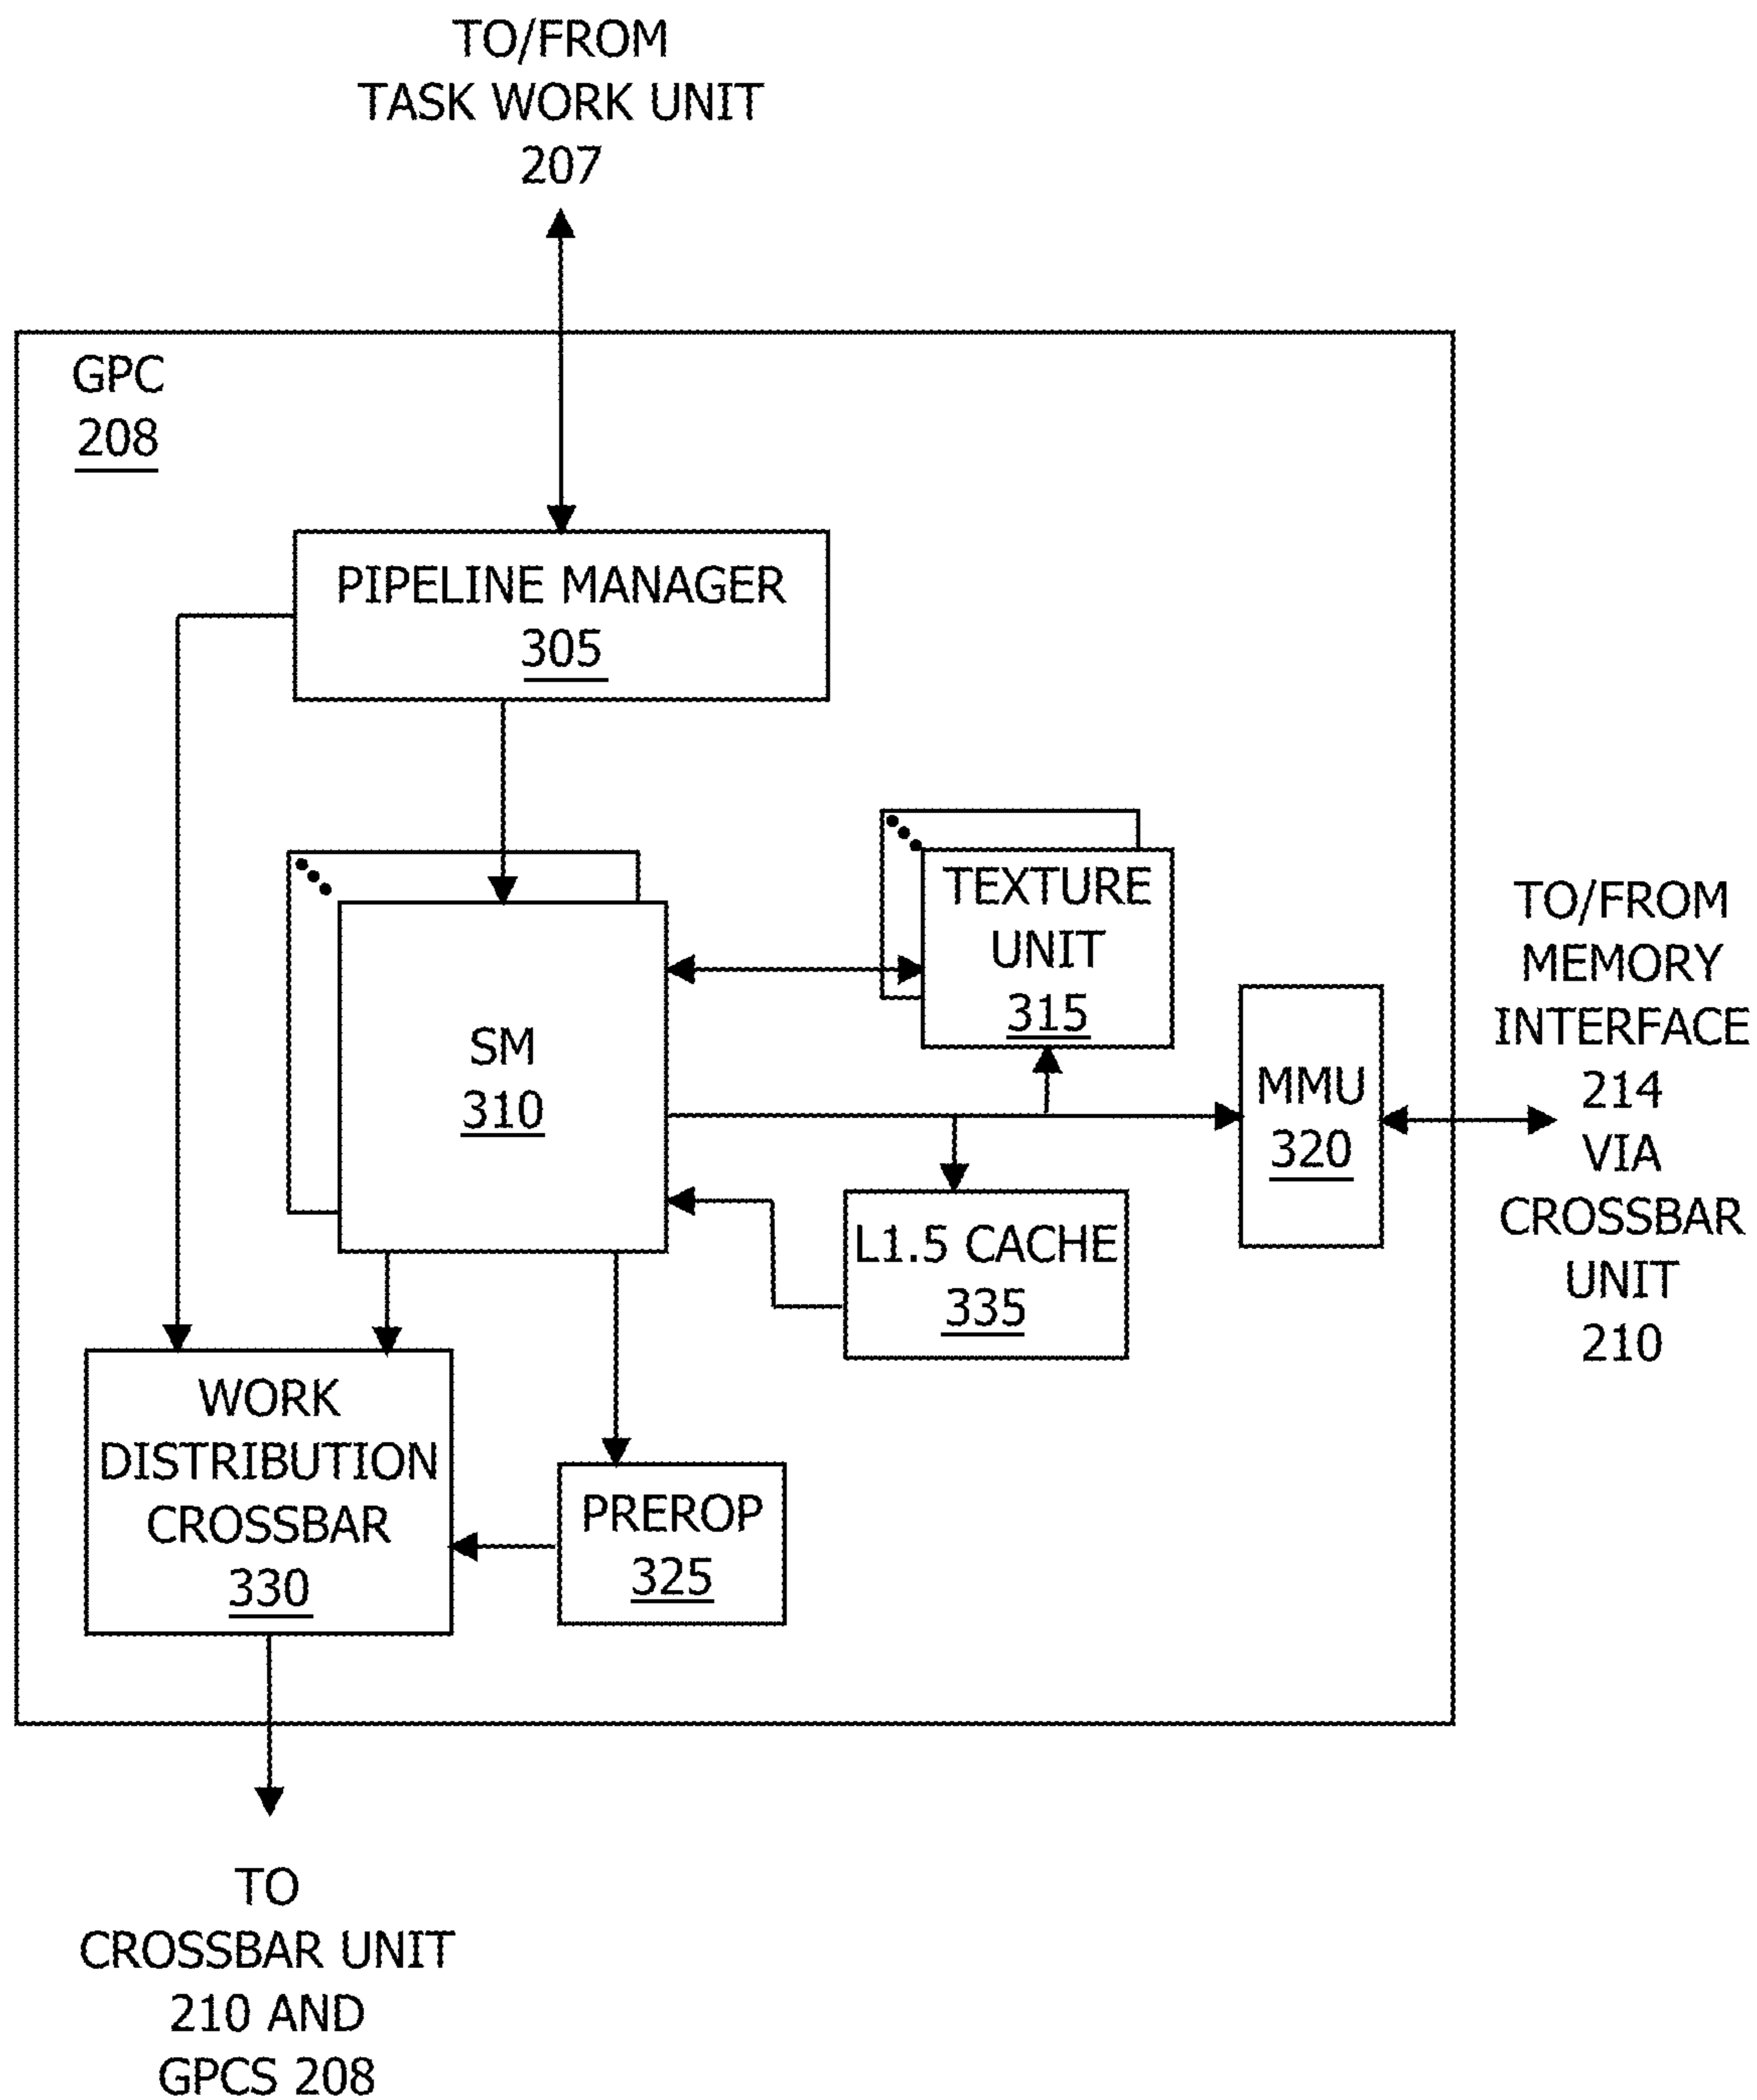 TO/FROM
TASK WORK UNIT
207
GPC
208
PIPELINE MANAGER
305
TEXTURE
UNIT
315
SM
310
MMU
320
TO/FROM
MEMORY
INTERFACE
214
VIA
CROSSBAR
UNIT
210
L1.5 CACHE
335
WORK
DISTRIBUTION
CROSSBAR
330
PREROP
325
TO
CROSSBAR UNIT
210 AND
GPCS 208